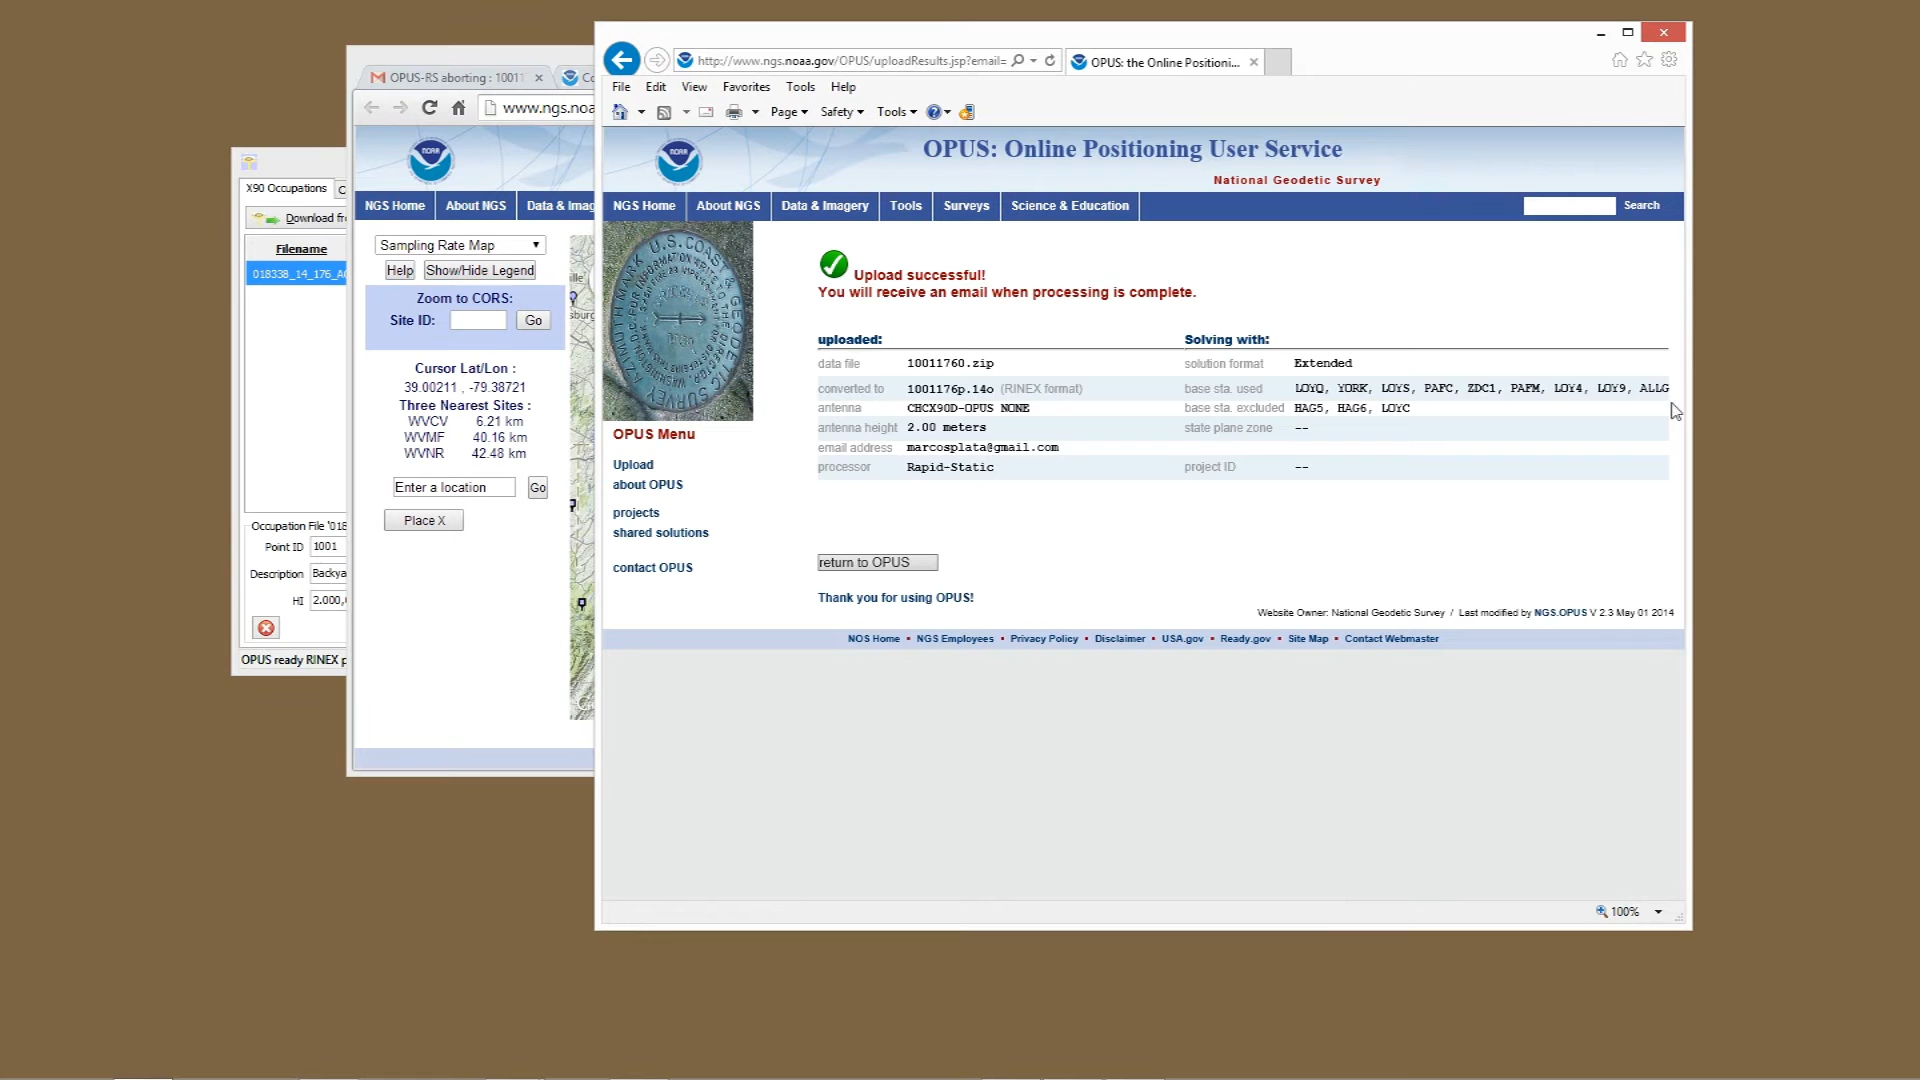 http://www.ngs.noaa.gov/OPUS/uploadResults.jsp?email=
OPUS: the Online Positioni...
File Edit View Favorites Tools Help
Page Safety Tools
OPUS: Online Positioning User Service
National Geodetic Survey
NGS Home About NGS Data & Imagery Tools Surveys Science & Education Search
Upload successful!
You will receive an email when processing is complete.
uploaded: Solving with:
data file 10011760.zip solution format Extended
converted to 1001176p.14o (RINEX format) base sta. used LOYQ, YORK, LOYS, PAFC, ZDC1, PAFM, LOY4, LOY9, ALLG
antenna CHCX90D-OPUS NONE base sta. excluded HAG5, HAG6, LOYC
antenna height 2.00 meters state plane zone --
email address marcosplata@gmail.com
processor Rapid-Static project ID --
OPUS Menu
Upload
about OPUS
projects
shared solutions
contact OPUS
return to OPUS
Thank you for using OPUS!
Website Owner: National Geodetic Survey / Last modified by NGS.OPUS V 2.3 May 01 2014
NOS Home • NGS Employees • Privacy Policy • Disclaimer • USA.gov • Ready.gov • Site Map • Contact Webmaster
100%
NOAA
U.S. COAST & GEODETIC SURVEY
AZIMUTH MARK
OPUS-RS aborting : 10011
Co
www.ngs.noa
NOAA
NGS Home About NGS Data & Imag
Sampling Rate Map
Help Show/Hide Legend
Zoom to CORS:
Site ID: Go
Cursor Lat/Lon :
39.00211 , -79.38721
Three Nearest Sites :
WVCV 6.21 km
WVMF 40.16 km
WVNR 42.48 km
Enter a location Go
Place X
ille
sburg
X90 Occupations C
Download fr
Filename
018338_14_176_A
Occupation File '018
Point ID 1001
Description Backya
HI 2.000,
OPUS ready RINEX p